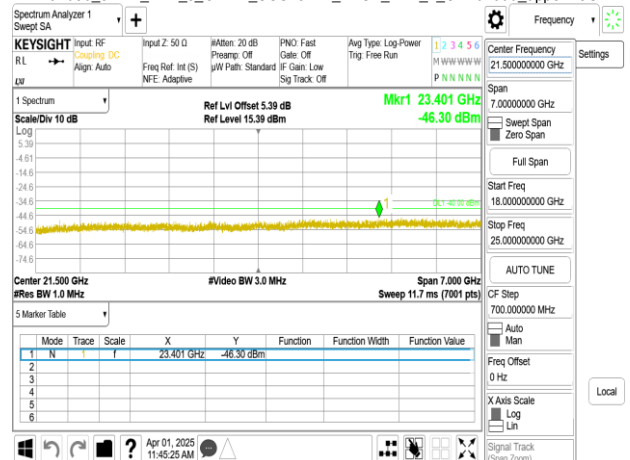 Spectrum Analyzer 1
Swept SA
Frequency
Settings
KEYSIGHT
Input: RF
Coupling: DC
Align: Auto
Input Z: 50 Ω
Freq Ref: Int (S)
NFE: Adaptive
#Atten: 20 dB
Preamp: Off
µW Path: Standard
PNO: Fast
Gate: Off
IF Gain: Low
Sig Track: Off
Avg Type: Log-Power
Trig: Free Run
1 2 3 4 5 6
M W W W W W
P N N N N N
RL
Center Frequency
21.500000000 GHz
Span
7.00000000 GHz
Swept Span
Zero Span
Full Span
Start Freq
18.000000000 GHz
Stop Freq
25.000000000 GHz
AUTO TUNE
CF Step
700.000000 MHz
Auto
Man
Freq Offset
0 Hz
X Axis Scale
Log
Lin
Signal Track
(Span Zoom)
Local
1 Spectrum
Scale/Div 10 dB
Ref Lvl Offset 5.39 dB
Ref Level 15.39 dBm
Mkr1 23.401 GHz
-46.30 dBm
Log
5.39
-4.61
-14.6
-24.6
-34.6
-44.6
-54.6
-64.6
-74.6
1
DL1 -40.00 dBm
Center 21.500 GHz
#Video BW 3.0 MHz
Span 7.000 GHz
#Res BW 1.0 MHz
Sweep 11.7 ms (7001 pts)
5 Marker Table
Mode Trace Scale X Y Function Function Width Function Value
1 N 1 f 23.401 GHz -46.30 dBm
2
3
4
5
6
Apr 01, 2025
11:45:25 AM